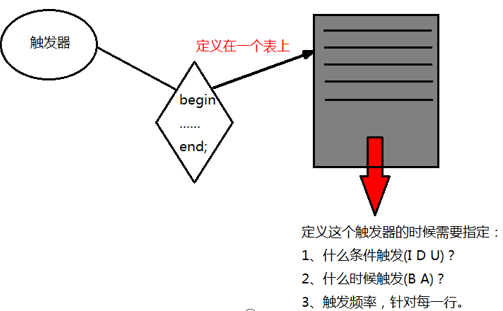 触发器
定义在一个表上
begin
......
end;
定义这个触发器的时候需要指定：
1、什么条件触发(I D U)？
2、什么时候触发(B A)？
3、触发频率，针对每一行。